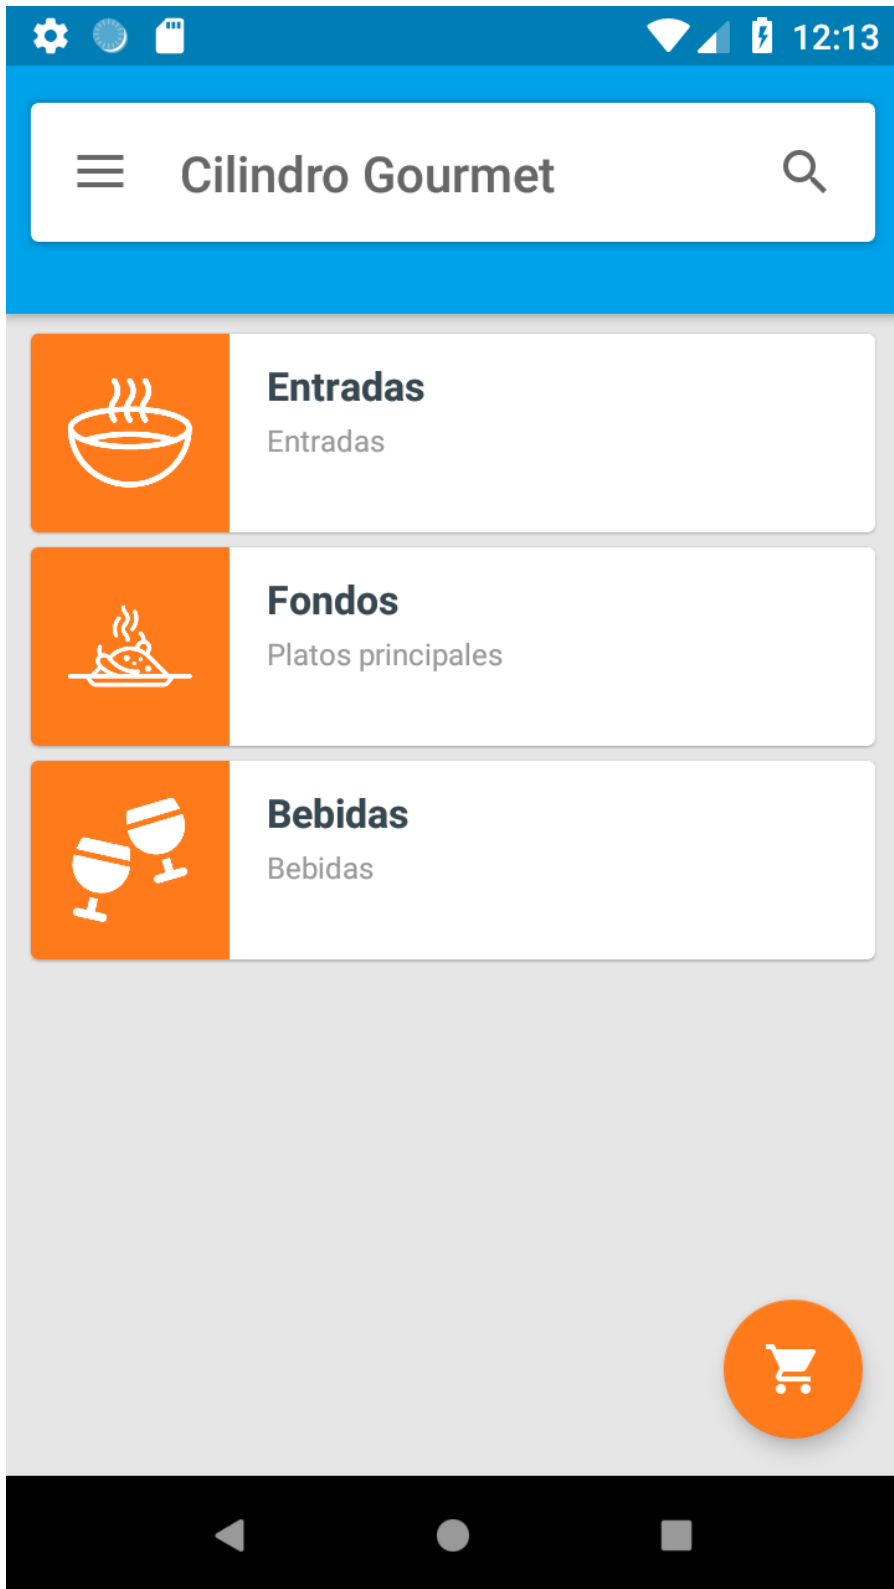 12:13
Cilindro Gourmet
Entradas
Entradas
Fondos
Platos principales
Bebidas
Bebidas